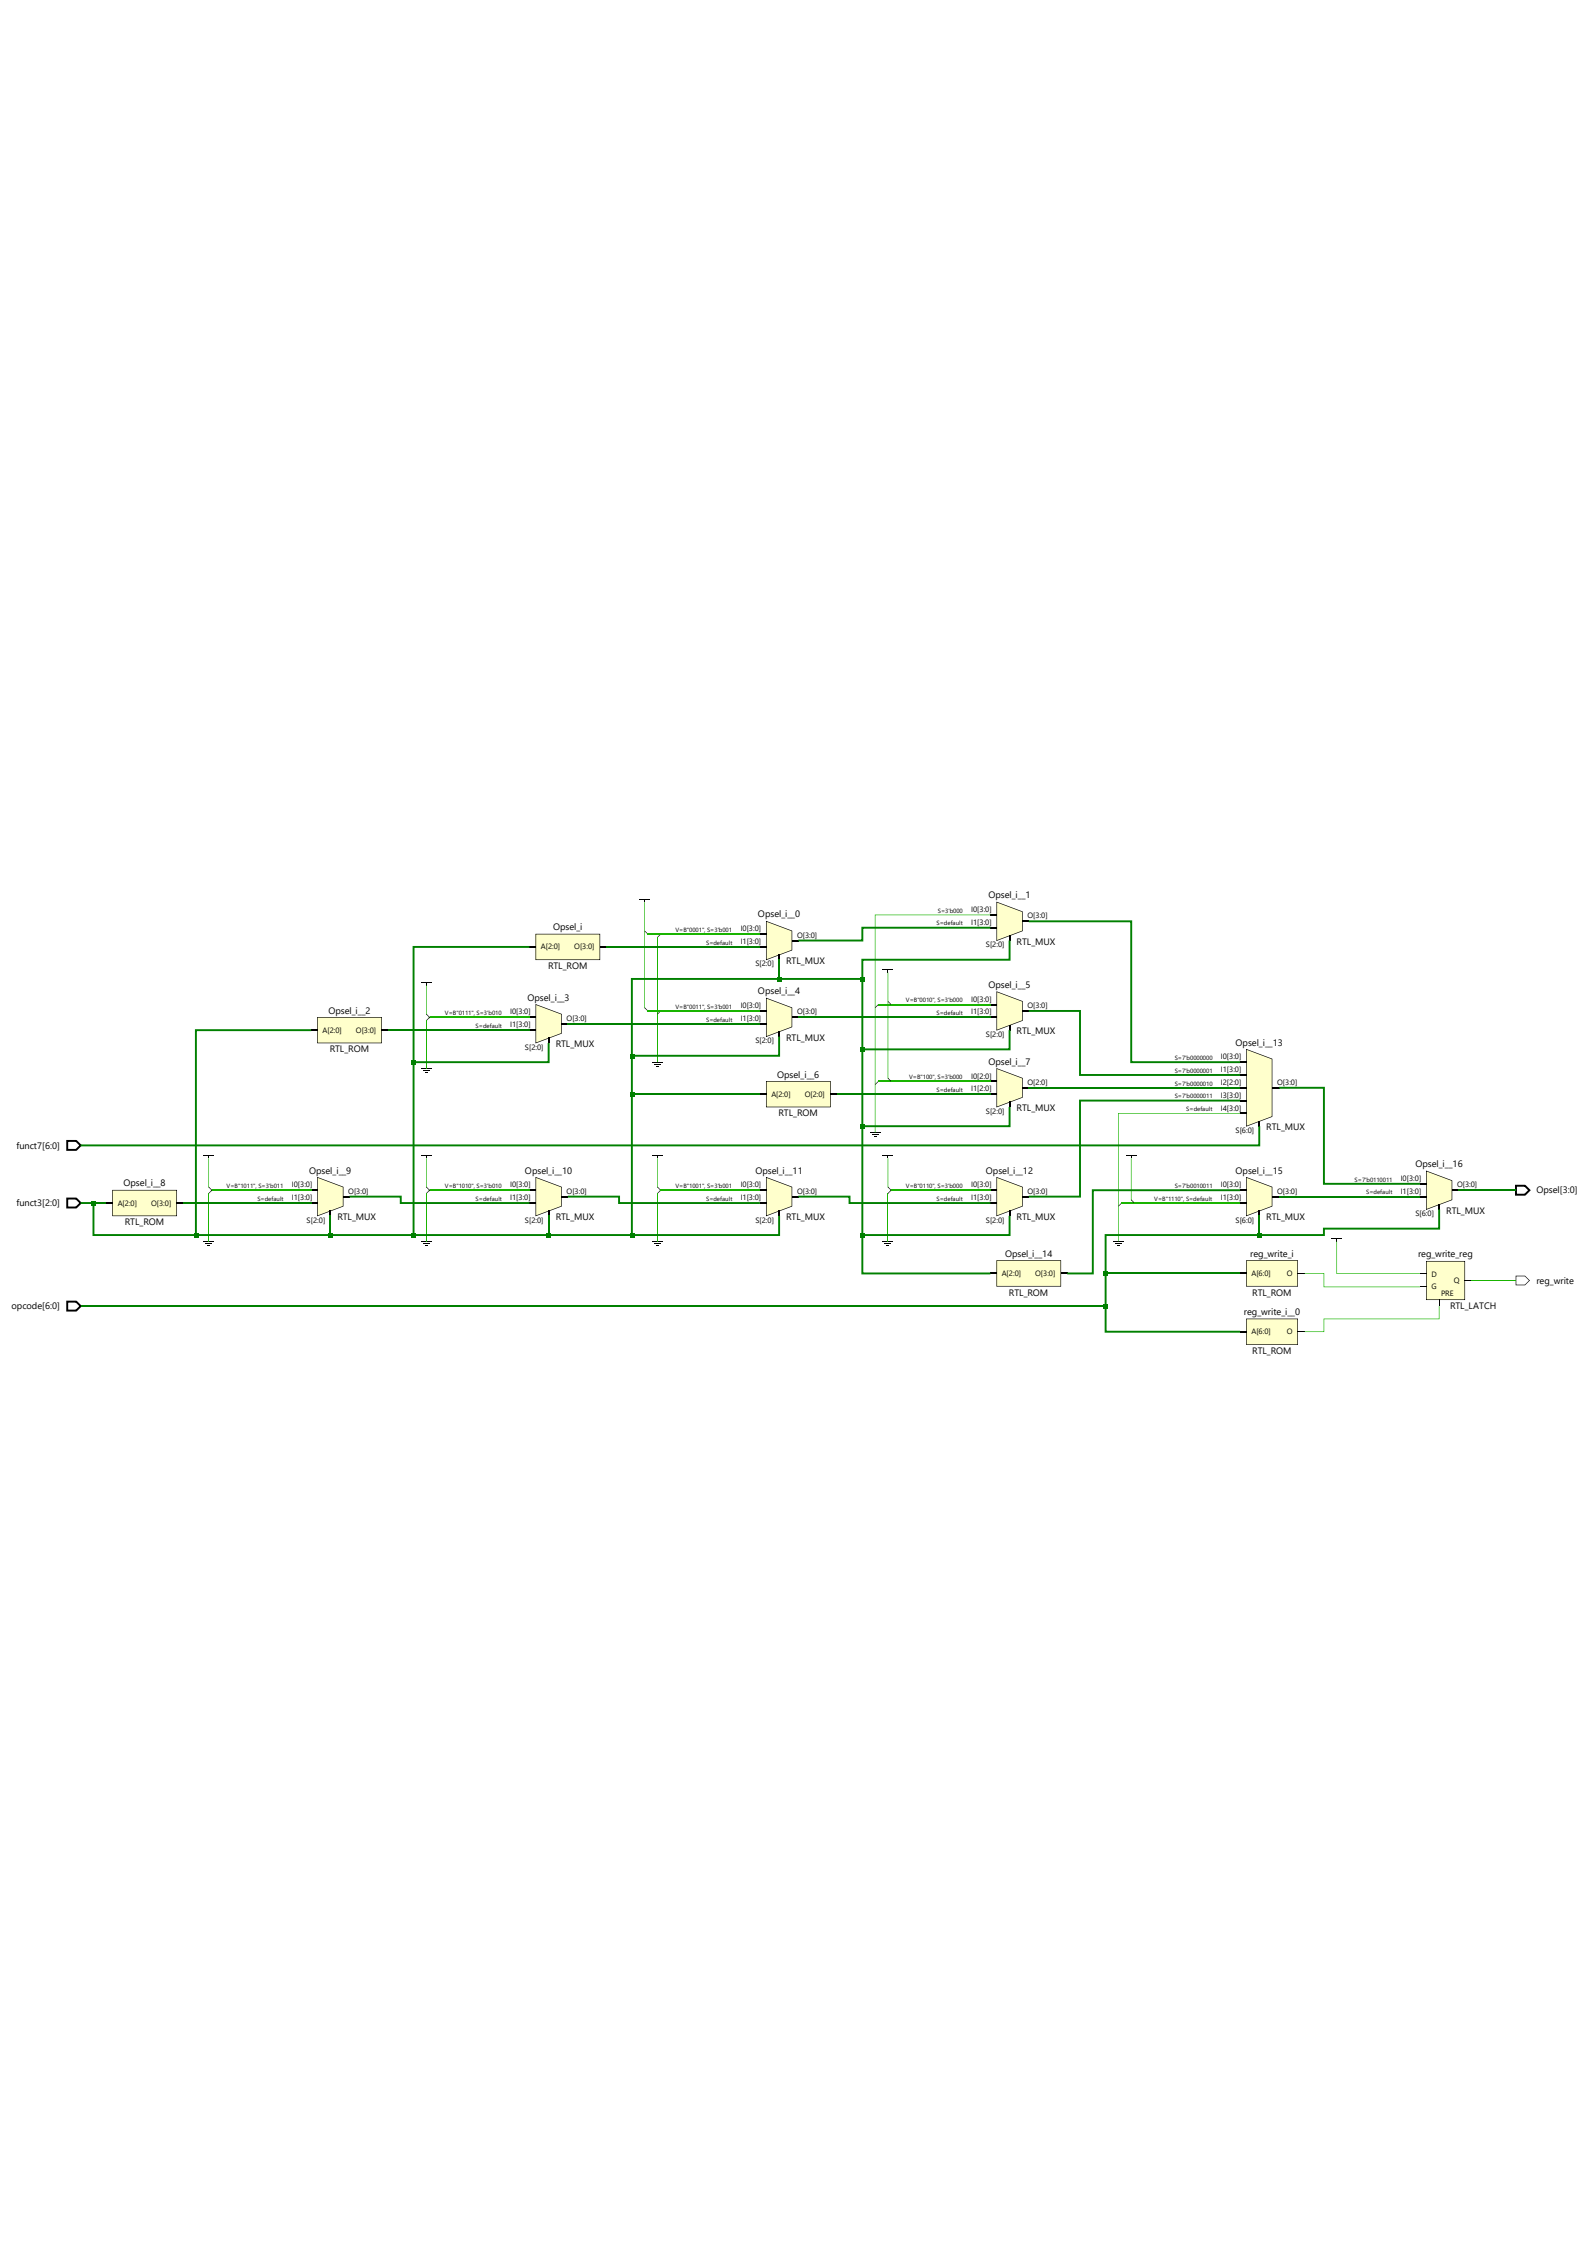 Opsel_i__1
S=3'b000 I0[3:0] O[3:0]
S=default I1[3:0]
S[2:0] RTL_MUX
Opsel_i__0
V=B"0001", S=3'b001 I0[3:0] O[3:0]
S=default I1[3:0]
S[2:0] RTL_MUX
Opsel_i
A[2:0] O[3:0]
RTL_ROM
Opsel_i__5
V=B"0010", S=3'b000 I0[3:0] O[3:0]
S=default I1[3:0]
S[2:0] RTL_MUX
Opsel_i__4
V=B"0011", S=3'b001 I0[3:0] O[3:0]
S=default I1[3:0]
S[2:0] RTL_MUX
Opsel_i__3
V=B"0111", S=3'b010 I0[3:0] O[3:0]
S=default I1[3:0]
S[2:0] RTL_MUX
Opsel_i__2
A[2:0] O[3:0]
RTL_ROM
Opsel_i__7
V=B"100", S=3'b000 I0[2:0] O[2:0]
S=default I1[2:0]
S[2:0] RTL_MUX
Opsel_i__6
A[2:0] O[2:0]
RTL_ROM
Opsel_i__13
S=7'b0000000 I0[3:0]
S=7'b0000001 I1[3:0]
S=7'b0000010 I2[2:0] O[3:0]
S=7'b0000011 I3[3:0]
S=default I4[3:0]
S[6:0] RTL_MUX
funct7[6:0]
funct3[2:0]
Opsel_i__8
A[2:0] O[3:0]
RTL_ROM
Opsel_i__9
V=B"1011", S=3'b011 I0[3:0] O[3:0]
S=default I1[3:0]
S[2:0] RTL_MUX
Opsel_i__10
V=B"1010", S=3'b010 I0[3:0] O[3:0]
S=default I1[3:0]
S[2:0] RTL_MUX
Opsel_i__11
V=B"1001", S=3'b001 I0[3:0] O[3:0]
S=default I1[3:0]
S[2:0] RTL_MUX
Opsel_i__12
V=B"0110", S=3'b000 I0[3:0] O[3:0]
S=default I1[3:0]
S[2:0] RTL_MUX
Opsel_i__15
S=7'b0010011 I0[3:0] O[3:0]
V=B"1110", S=default I1[3:0]
S[6:0] RTL_MUX
Opsel_i__16
S=7'b0110011 I0[3:0] O[3:0]
S=default I1[3:0]
S[6:0] RTL_MUX
Opsel[3:0]
Opsel_i__14
A[2:0] O[3:0]
RTL_ROM
reg_write_i
A[6:0] O
RTL_ROM
reg_write_reg
D
G Q
PRE
RTL_LATCH
reg_write
opcode[6:0]
reg_write_i__0
A[6:0] O
RTL_ROM